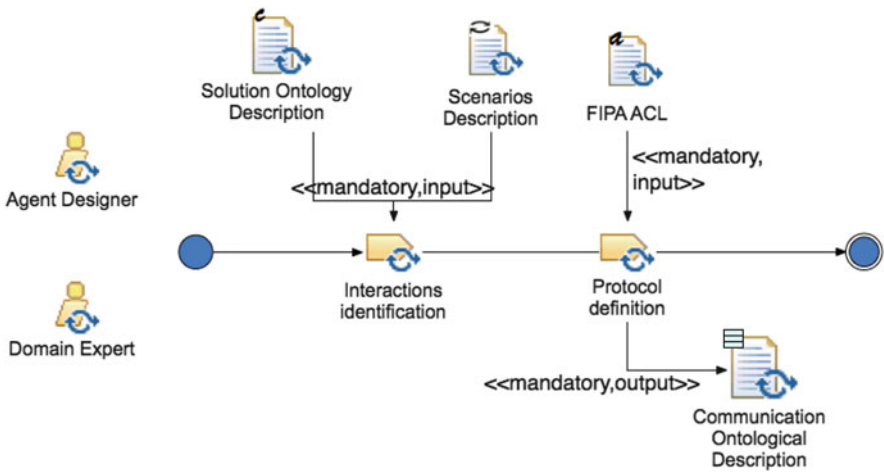 c
Solution Ontology
Description
Scenarios
Description
a
FIPA ACL
<<mandatory,input>>
<<mandatory,
input>>
Agent Designer
Interactions
identification
Protocol
definition
Domain Expert
<<mandatory,output>>
Communication
Ontological
Description